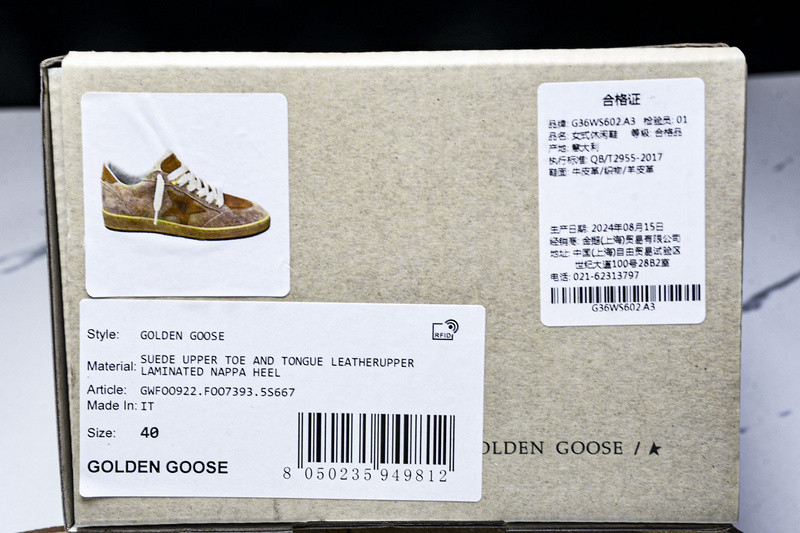 合格证
品牌: G36WS602.A3 检验员: 01
品名: 女式休闲鞋 等级: 合格品
产地: 意大利
执行标准: QB/T2955-2017
鞋面: 牛皮革/织物/羊皮革
生产日期: 2024年08月15日
经销商: 金鹅(上海)贸易有限公司
地址: 中国(上海)自由贸易试验区
世纪大道100号28B2室
电话: 021-62313797
G36WS602.A3
Style: GOLDEN GOOSE
RFID
Material: SUEDE UPPER TOE AND TONGUE LEATHERUPPER
LAMINATED NAPPA HEEL
Article: GWF00922.F007393.55667
Made In: IT
Size: 40
GOLDEN GOOSE
8 050235 949812
OLDEN GOOSE /